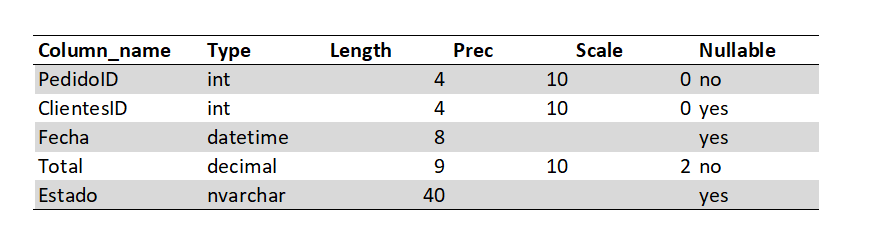 Column_name Type Length Prec Scale Nullable
PedidoID int 4 10 0 no
ClientesID int 4 10 0 yes
Fecha datetime 8 yes
Total decimal 9 10 2 no
Estado nvarchar 40 yes